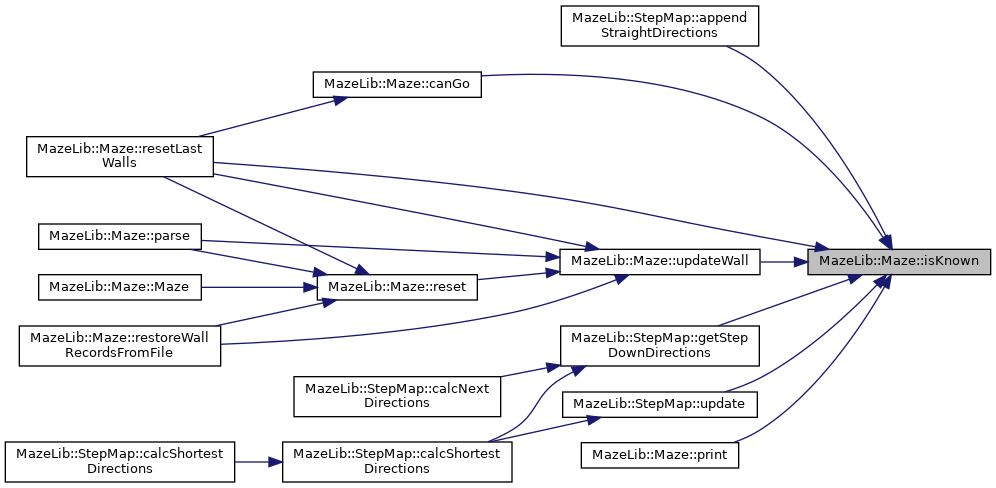 MazeLib::StepMap::append
StraightDirections
MazeLib::Maze::canGo
MazeLib::Maze::resetLast
Walls
MazeLib::Maze::parse
MazeLib::Maze::updateWall
MazeLib::Maze::isKnown
MazeLib::Maze::Maze
MazeLib::Maze::reset
MazeLib::Maze::restoreWall
RecordsFromFile
MazeLib::StepMap::getStep
DownDirections
MazeLib::StepMap::calcNext
Directions
MazeLib::StepMap::update
MazeLib::StepMap::calcShortest
Directions
MazeLib::StepMap::calcShortest
Directions
MazeLib::Maze::print